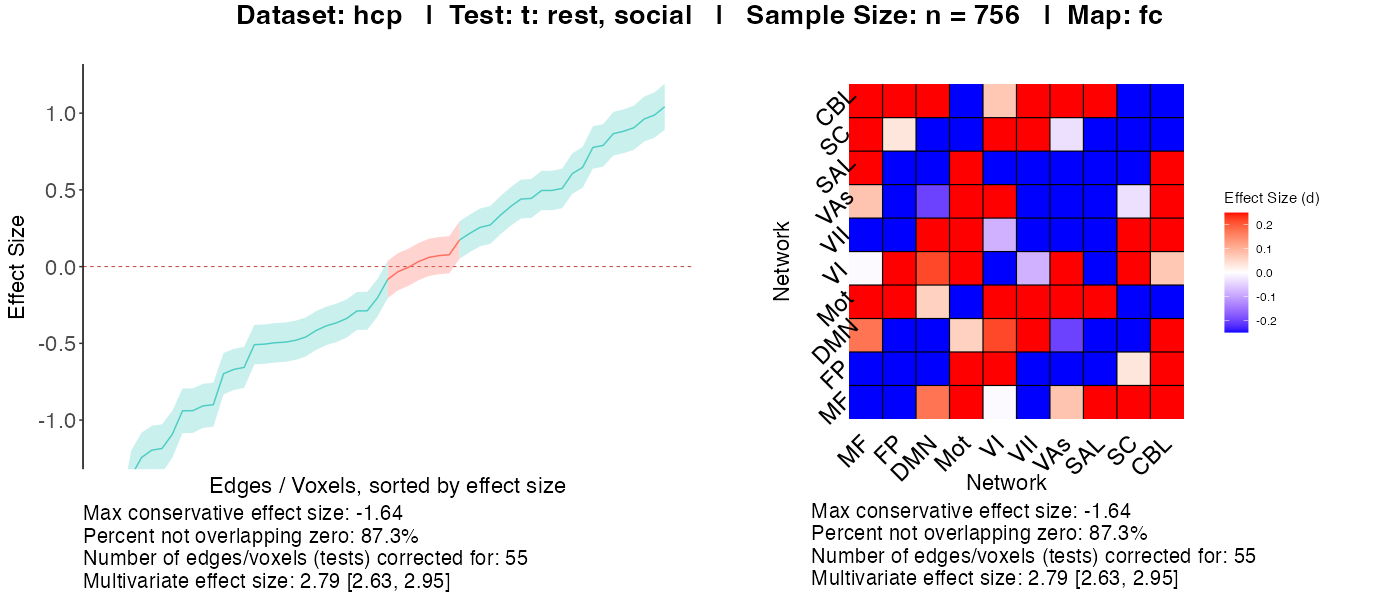 Dataset: hcp | Test: t: rest, social | Sample Size: n = 756 | Map: fc
Effect Size
1.0
0.5
0.0
-0.5
-1.0
Edges / Voxels, sorted by effect size
Max conservative effect size: -1.64
Percent not overlapping zero: 87.3%
Number of edges/voxels (tests) corrected for: 55
Multivariate effect size: 2.79 [2.63, 2.95]
Network
CBL
SC
SAL
VAs
VII
VI
Mot
DMN
FP
MF
MF
FP
DMN
Mot
VI
VII
VAs
SAL
SC
CBL
Network
Effect Size (d)
0.2
0.1
0.0
-0.1
-0.2
Max conservative effect size: -1.64
Percent not overlapping zero: 87.3%
Number of edges/voxels (tests) corrected for: 55
Multivariate effect size: 2.79 [2.63, 2.95]